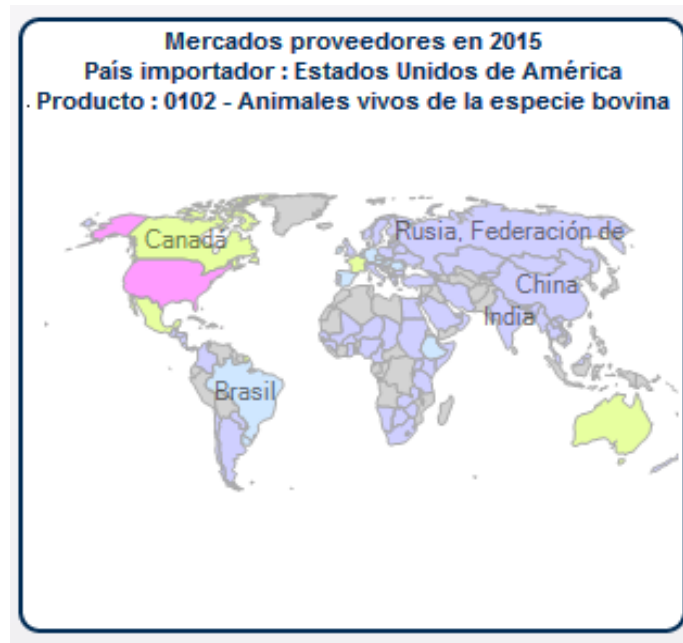 Mercados proveedores en 2015
País importador : Estados Unidos de América
. Producto : 0102 - Animales vivos de la especie bovina
Canadá
Rusia, Federación de
China
India
Brasil